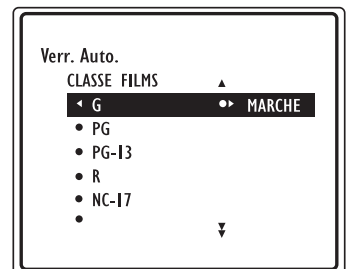 Verr. Auto.
CLASSE FILMS
G MARCHE
PG
PG-13
R
NC-17